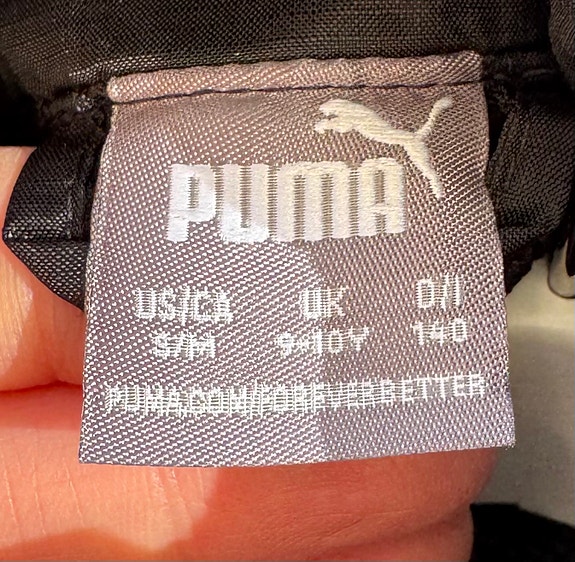 PUMA
US/CA UK D/I
S/M 9-10Y 140
PUMA.COM/FOREVERBETTER